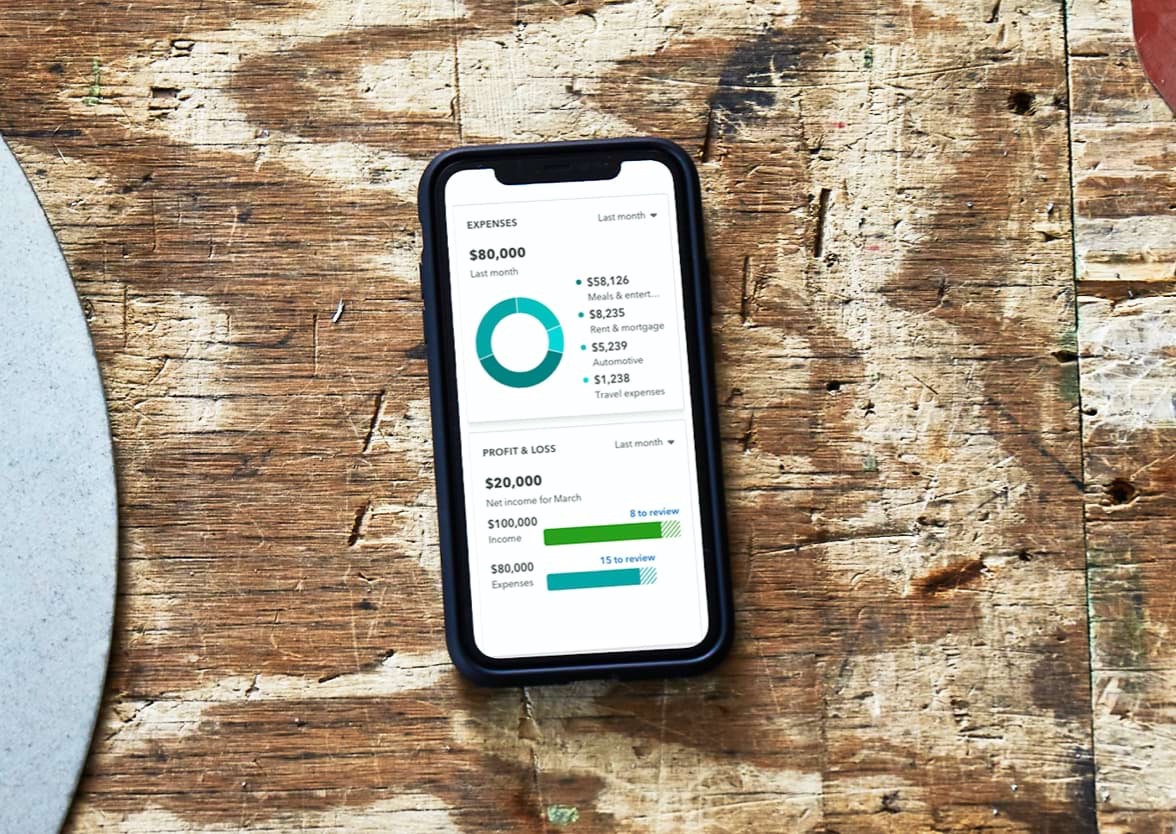 EXPENSES
Last month
$80,000
Last month
$58,126
Meals & entert...
$8,235
Rent & mortgage
$5,239
Automotive
$1,238
Travel expenses
PROFIT & LOSS
Last month
$20,000
Net income for March
8 to review
$100,000
Income
15 to review
$80,000
Expenses